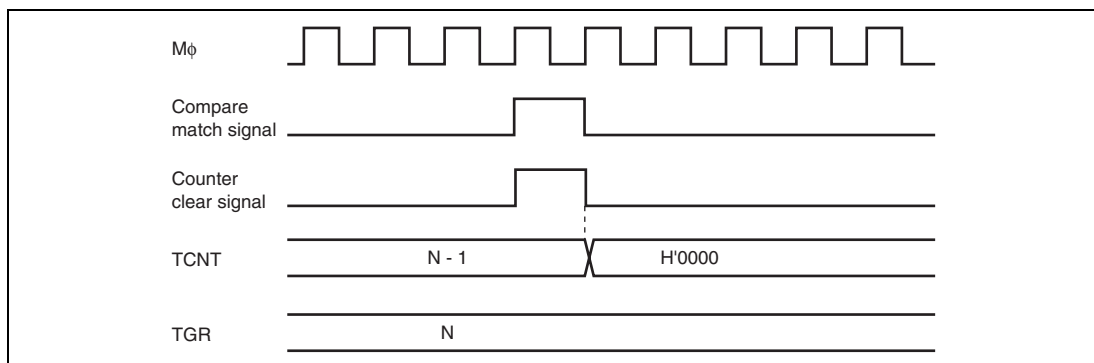 Mϕ
Compare
match signal
Counter
clear signal
TCNT
N - 1
H'0000
TGR
N